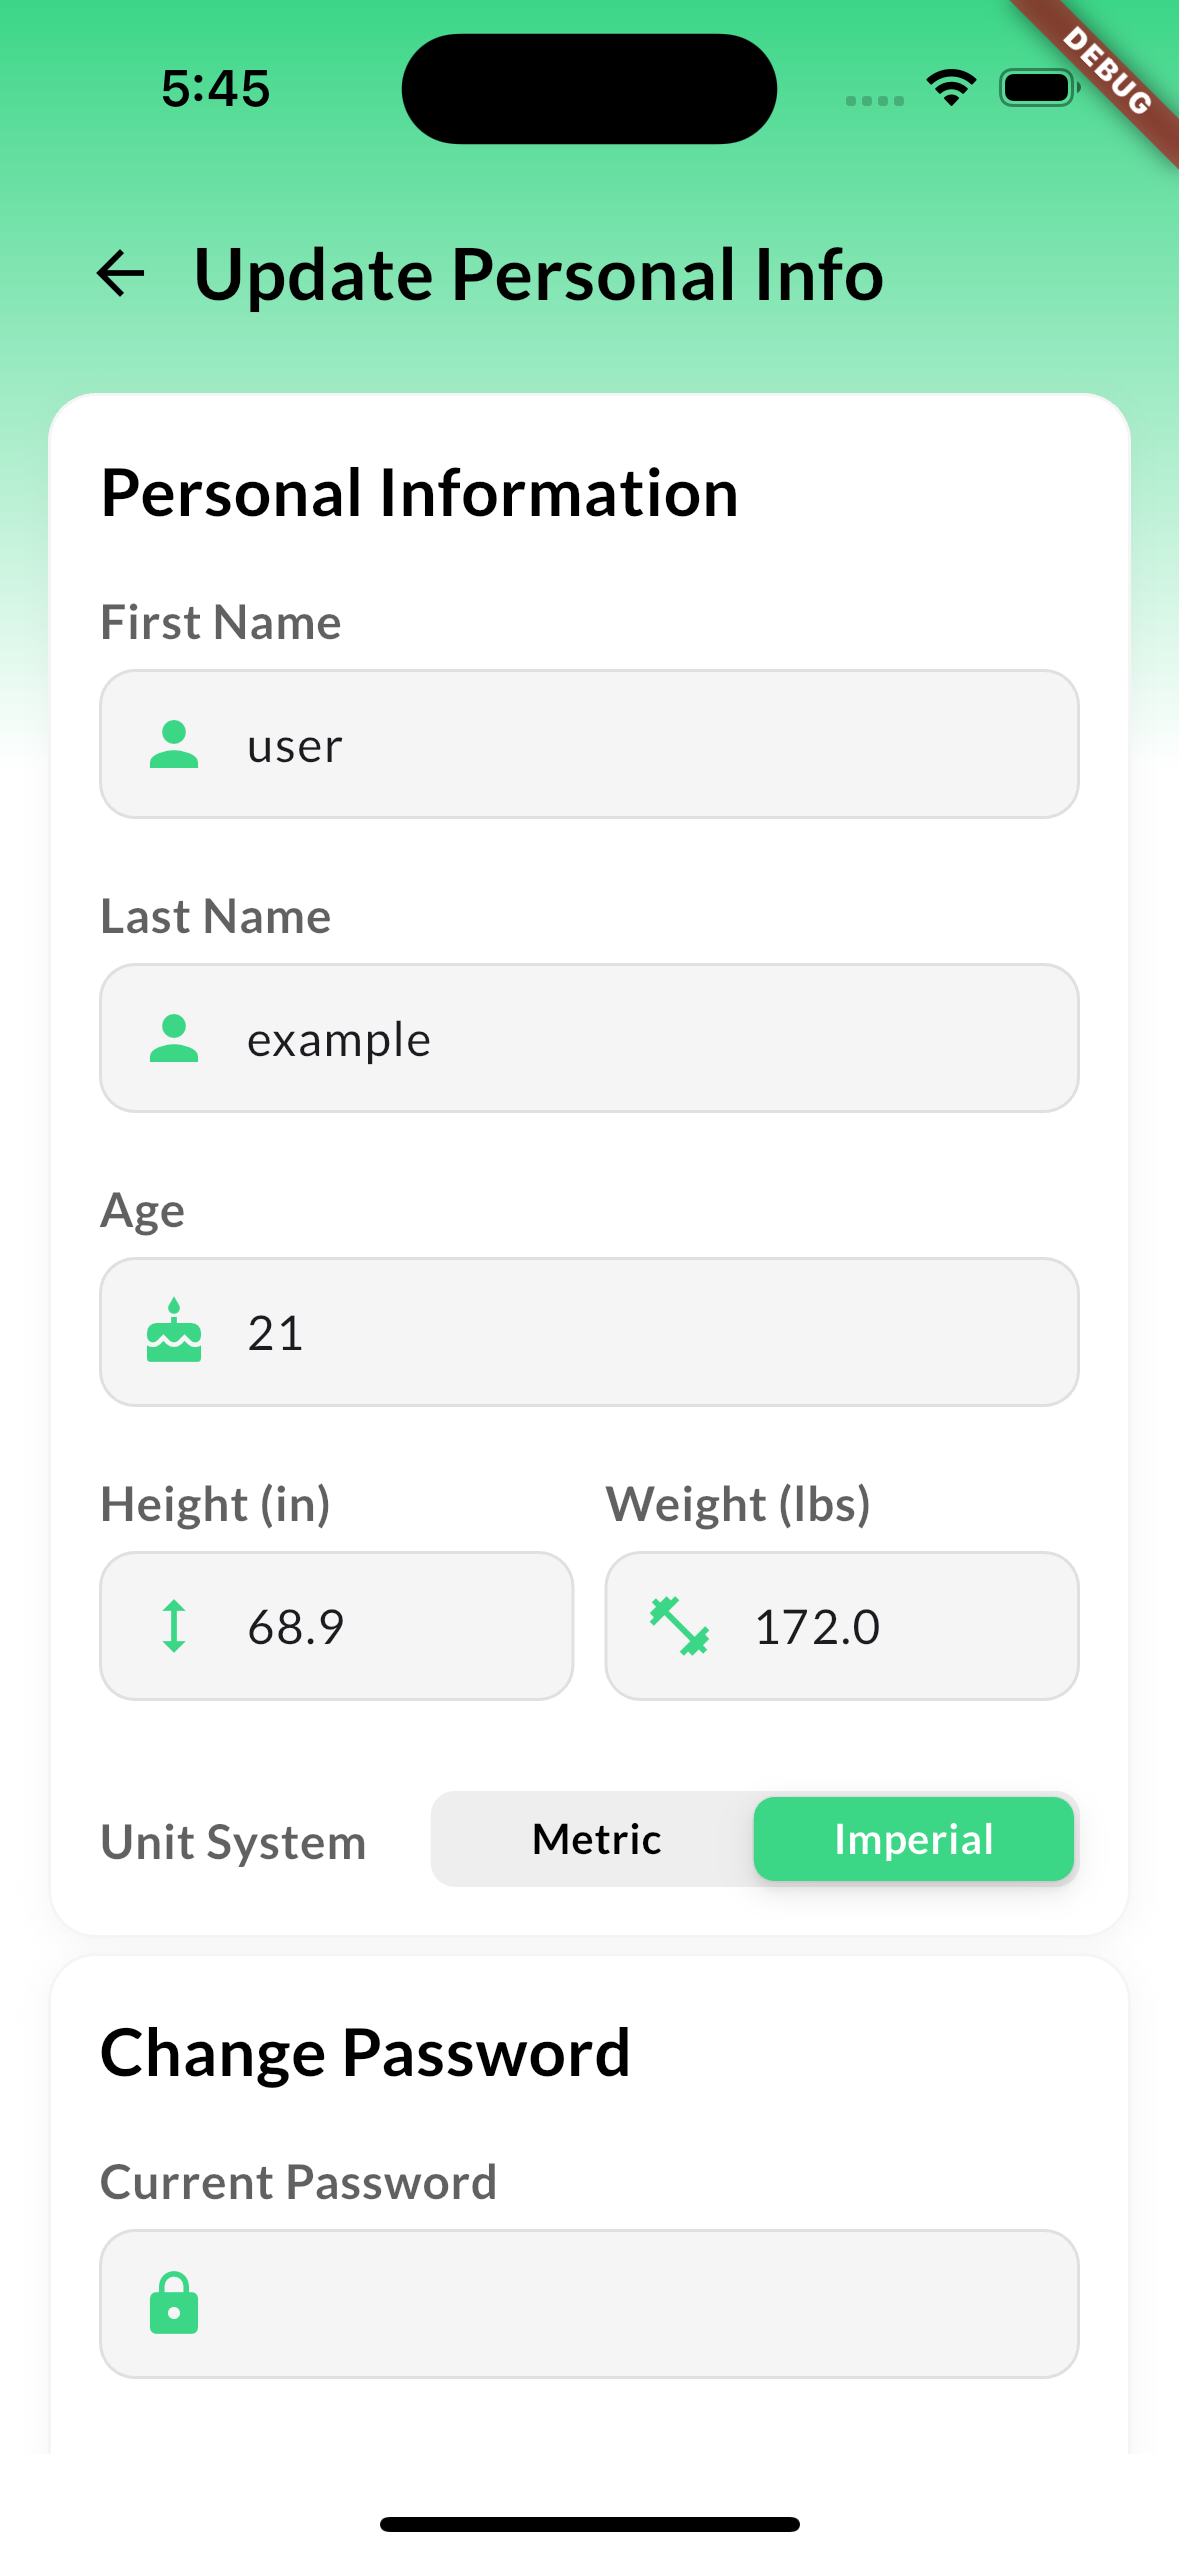 5:45
DEBUG
Update Personal Info
Personal Information
First Name
user
Last Name
example
Age
21
Height (in) Weight (lbs)
68.9 172.0
Unit System Metric Imperial
Change Password
Current Password